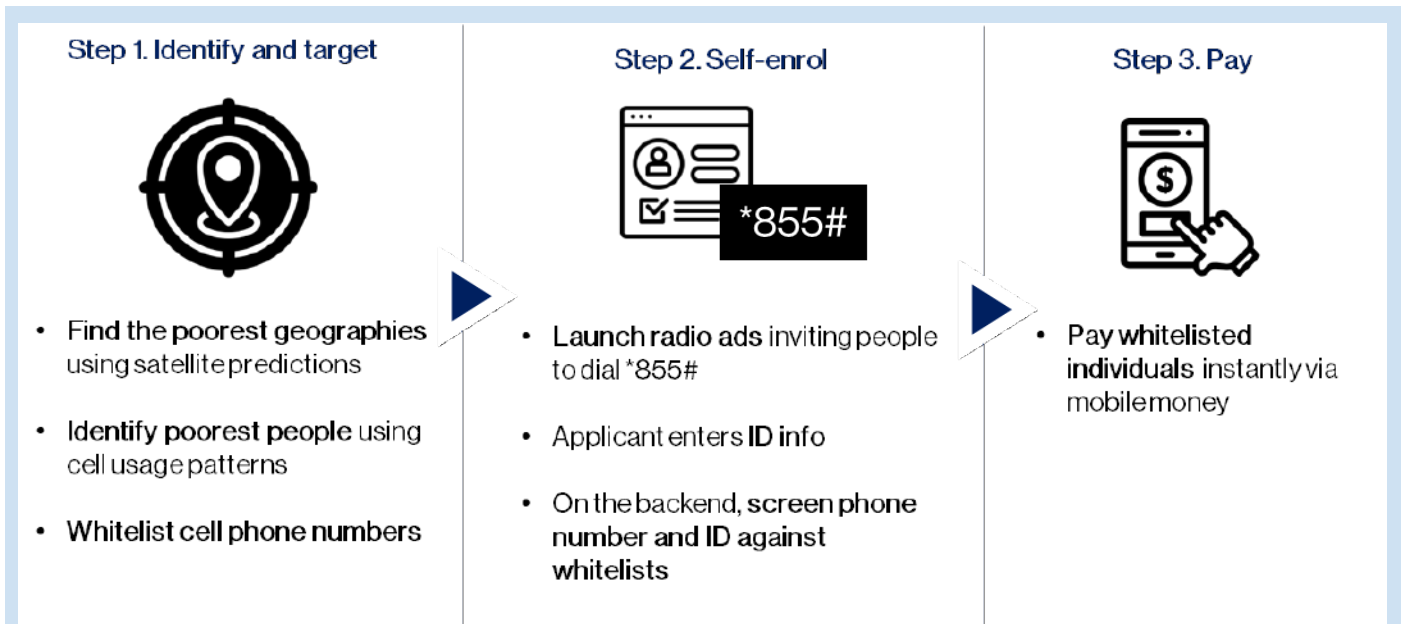 Step 1. Identify and target
• Find the poorest geographies
using satellite predictions
• Identify poorest people using
cell usage patterns
• Whitelist cell phone numbers
Step 2. Self-enrol
*855#
• Launch radio ads inviting people
to dial *855#
• Applicant enters ID info
• On the backend, screen phone
number and ID against
whitelists
Step 3. Pay
$
• Pay whitelisted
individuals instantly via
mobile money